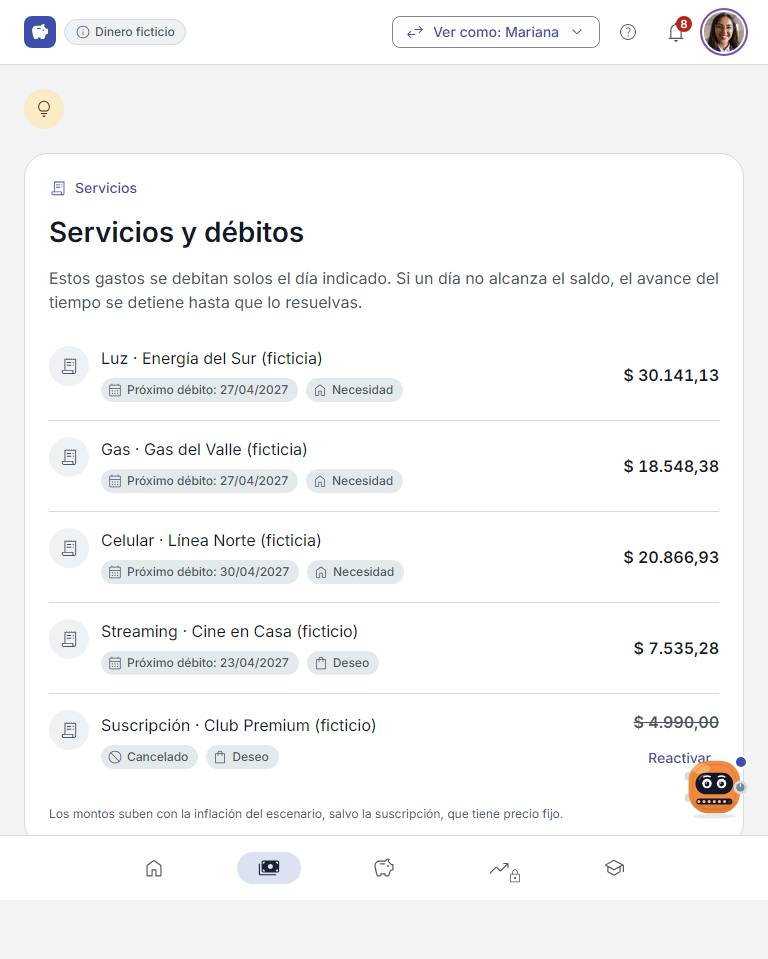 Dinero ficticio
Ver como: Mariana
8
Servicios
Servicios y débitos
Estos gastos se debitan solos el día indicado. Si un día no alcanza el saldo, el avance del
tiempo se detiene hasta que lo resuelvas.
Luz · Energía del Sur (ficticia)
Próximo débito: 27/04/2027
Necesidad
$ 30.141,13
Gas · Gas del Valle (ficticia)
Próximo débito: 27/04/2027
Necesidad
$ 18.548,38
Celular · Línea Norte (ficticia)
Próximo débito: 30/04/2027
Necesidad
$ 20.866,93
Streaming · Cine en Casa (ficticio)
Próximo débito: 23/04/2027
Deseo
$ 7.535,28
Suscripción · Club Premium (ficticio)
Cancelado
Deseo
$ 4.990,00
Reactivar
Los montos suben con la inflación del escenario, salvo la suscripción, que tiene precio fijo.